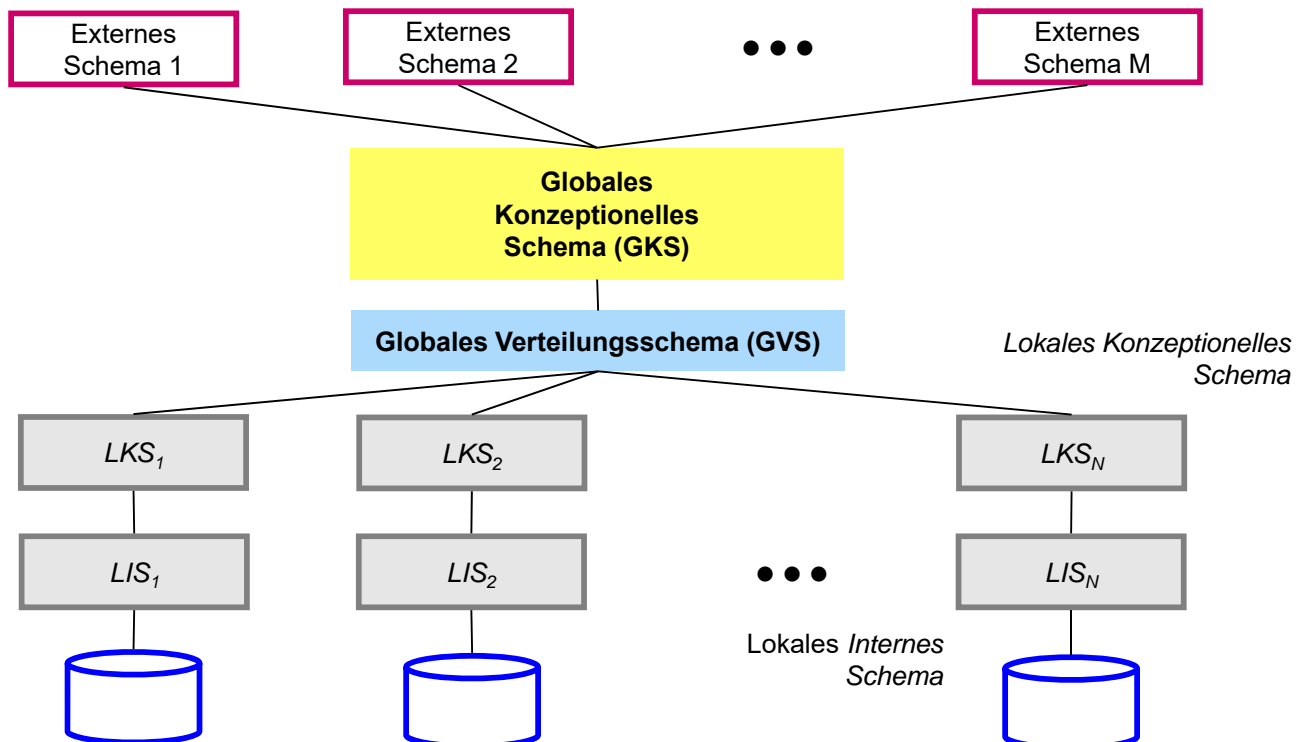 Externes
Schema 1
Externes
Schema 2
•••
Externes
Schema M
Globales
Konzeptionelles
Schema (GKS)
Globales Verteilungsschema (GVS)
Lokales Konzeptionelles
Schema
LKS1
LKS2
LKSN
LIS1
LIS2
•••
LISN
Lokales Internes
Schema